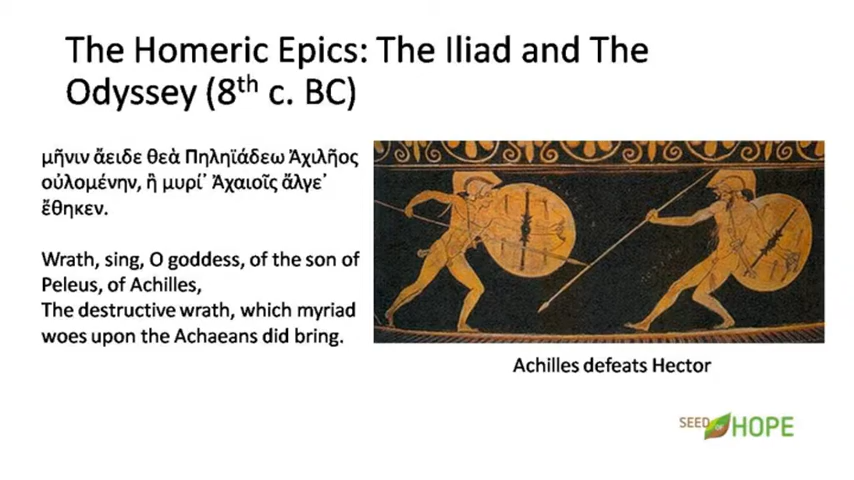 The Homeric Epics: The Iliad and The
Odyssey (8th c. BC)
μῆνιν ἄειδε θεὰ Πηληϊάδεω Ἀχιλῆος
οὐλομένην, ἣ μυρί᾽ Ἀχαιοῖς ἄλγε᾽
ἔθηκεν.
Wrath, sing, O goddess, of the son of
Peleus, of Achilles,
The destructive wrath, which myriad
woes upon the Achaeans did bring.
Achilles defeats Hector
SEED OF HOPE